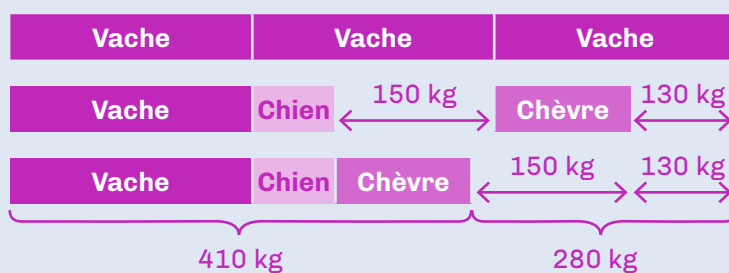 Vache Vache Vache
150 kg 130 kg
Vache Chien Chèvre
150 kg 130 kg
Vache Chien Chèvre
410 kg 280 kg